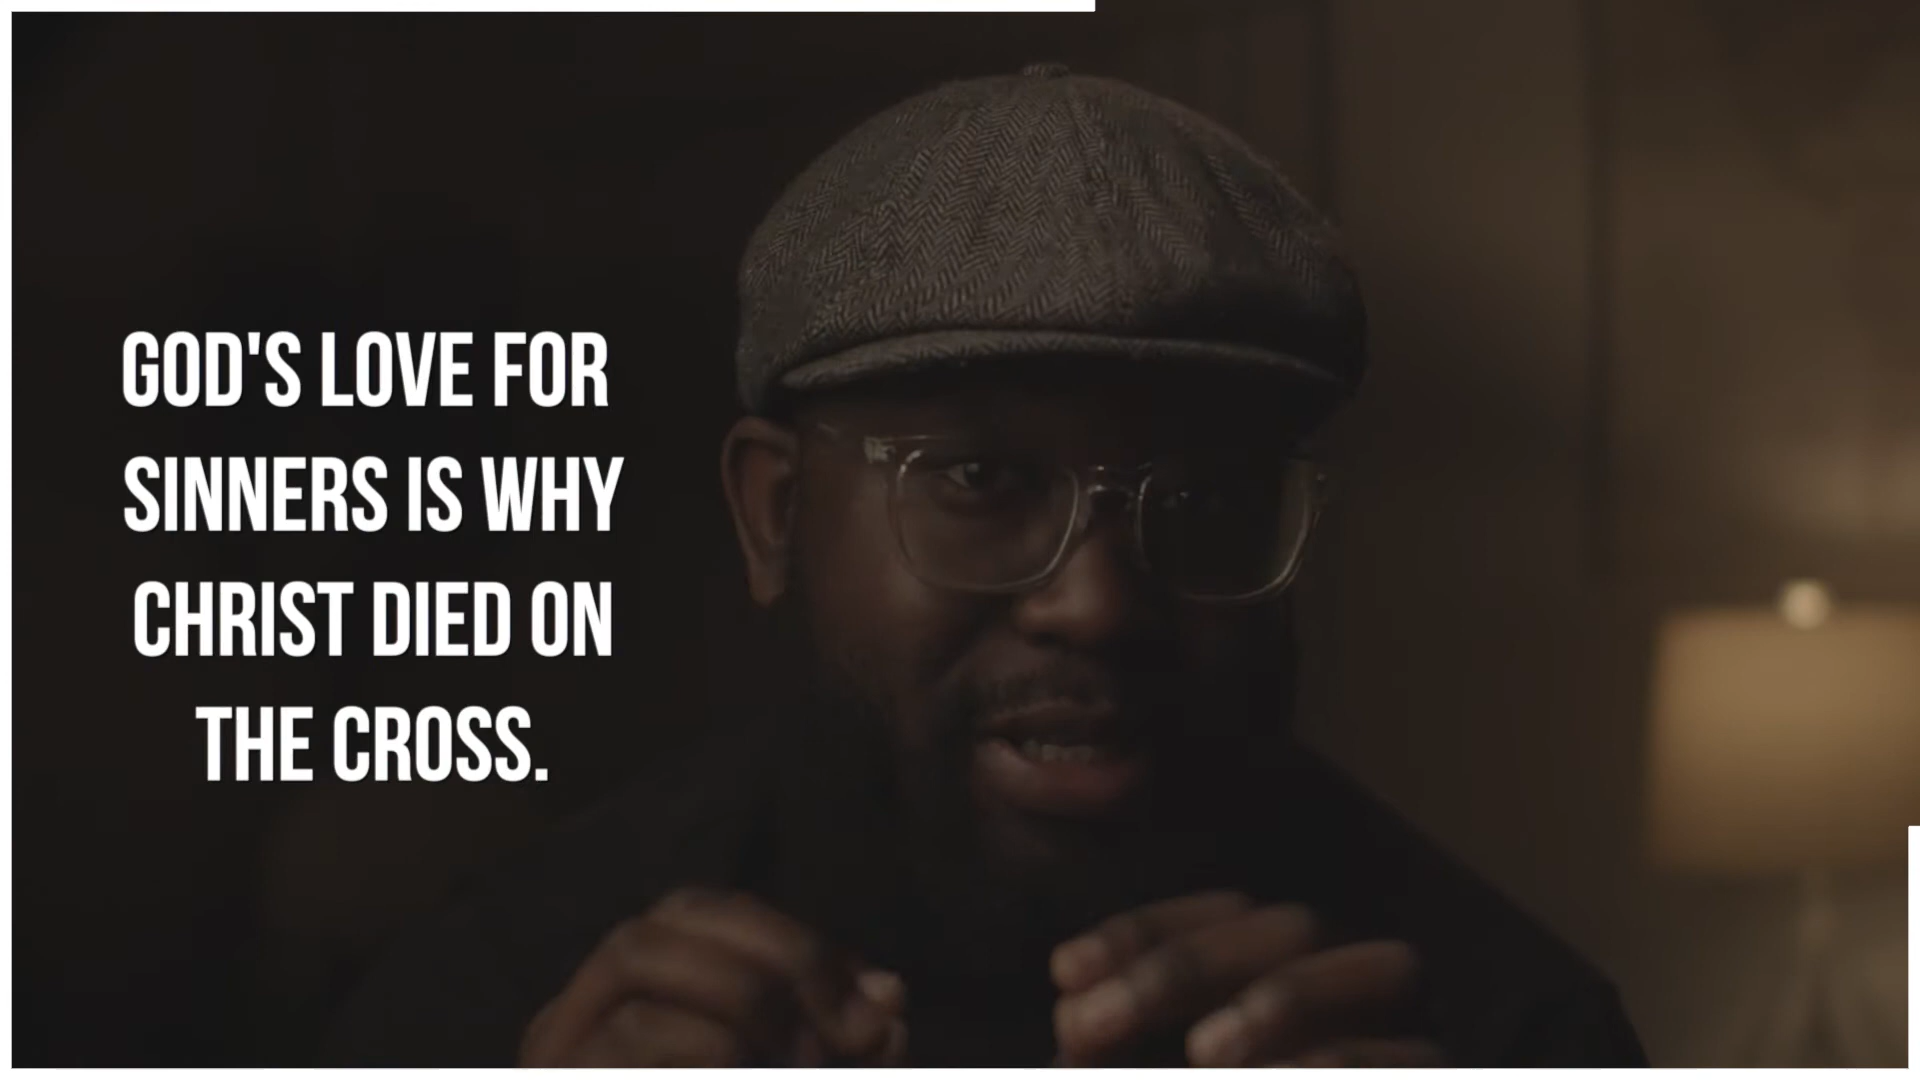 GOD'S LOVE FOR
SINNERS IS WHY
CHRIST DIED ON
THE CROSS.